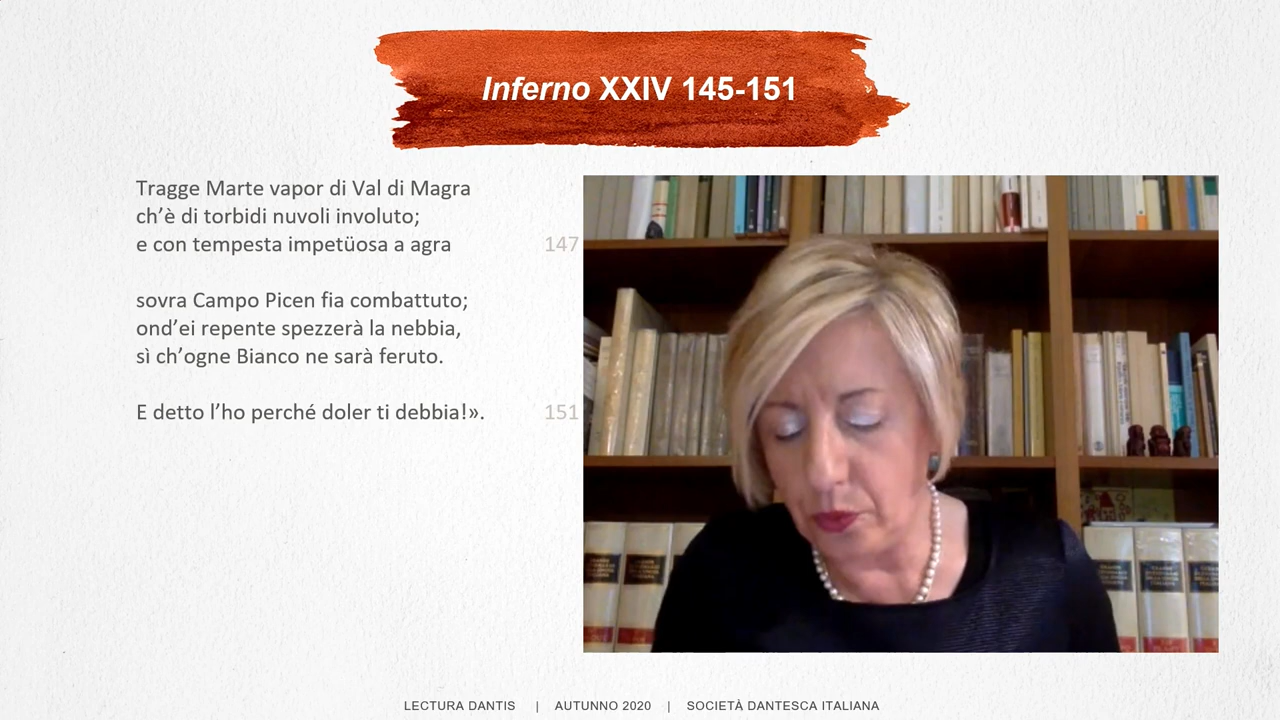 Inferno XXIV 145-151
Tragge Marte vapor di Val di Magra
ch’è di torbidi nuvoli involuto;
e con tempesta impetüosa a agra 147
sovra Campo Picen fia combattuto;
ond’ei repente spezzerà la nebbia,
sì ch’ogne Bianco ne sarà feruto.
E detto l’ho perché doler ti debbia!». 151
LECTURA DANTIS | AUTUNNO 2020 | SOCIETÀ DANTESCA ITALIANA